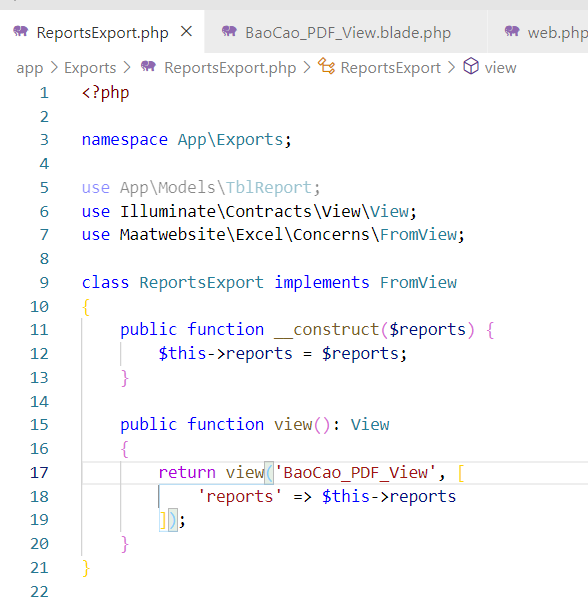 ReportsExport.php × BaoCao_PDF_View.blade.php web.php
app > Exports > ReportsExport.php > ReportsExport > view
1 <?php
2
3 namespace App\Exports;
4
5 use App\Models\TblReport;
6 use Illuminate\Contracts\View\View;
7 use Maatwebsite\Excel\Concerns\FromView;
8
9 class ReportsExport implements FromView
10 {
11     public function __construct($reports) {
12         $this->reports = $reports;
13     }
14
15     public function view(): View
16     {
17         return view('BaoCao_PDF_View', [
18             'reports' => $this->reports
19         ]);
20     }
21 }
22